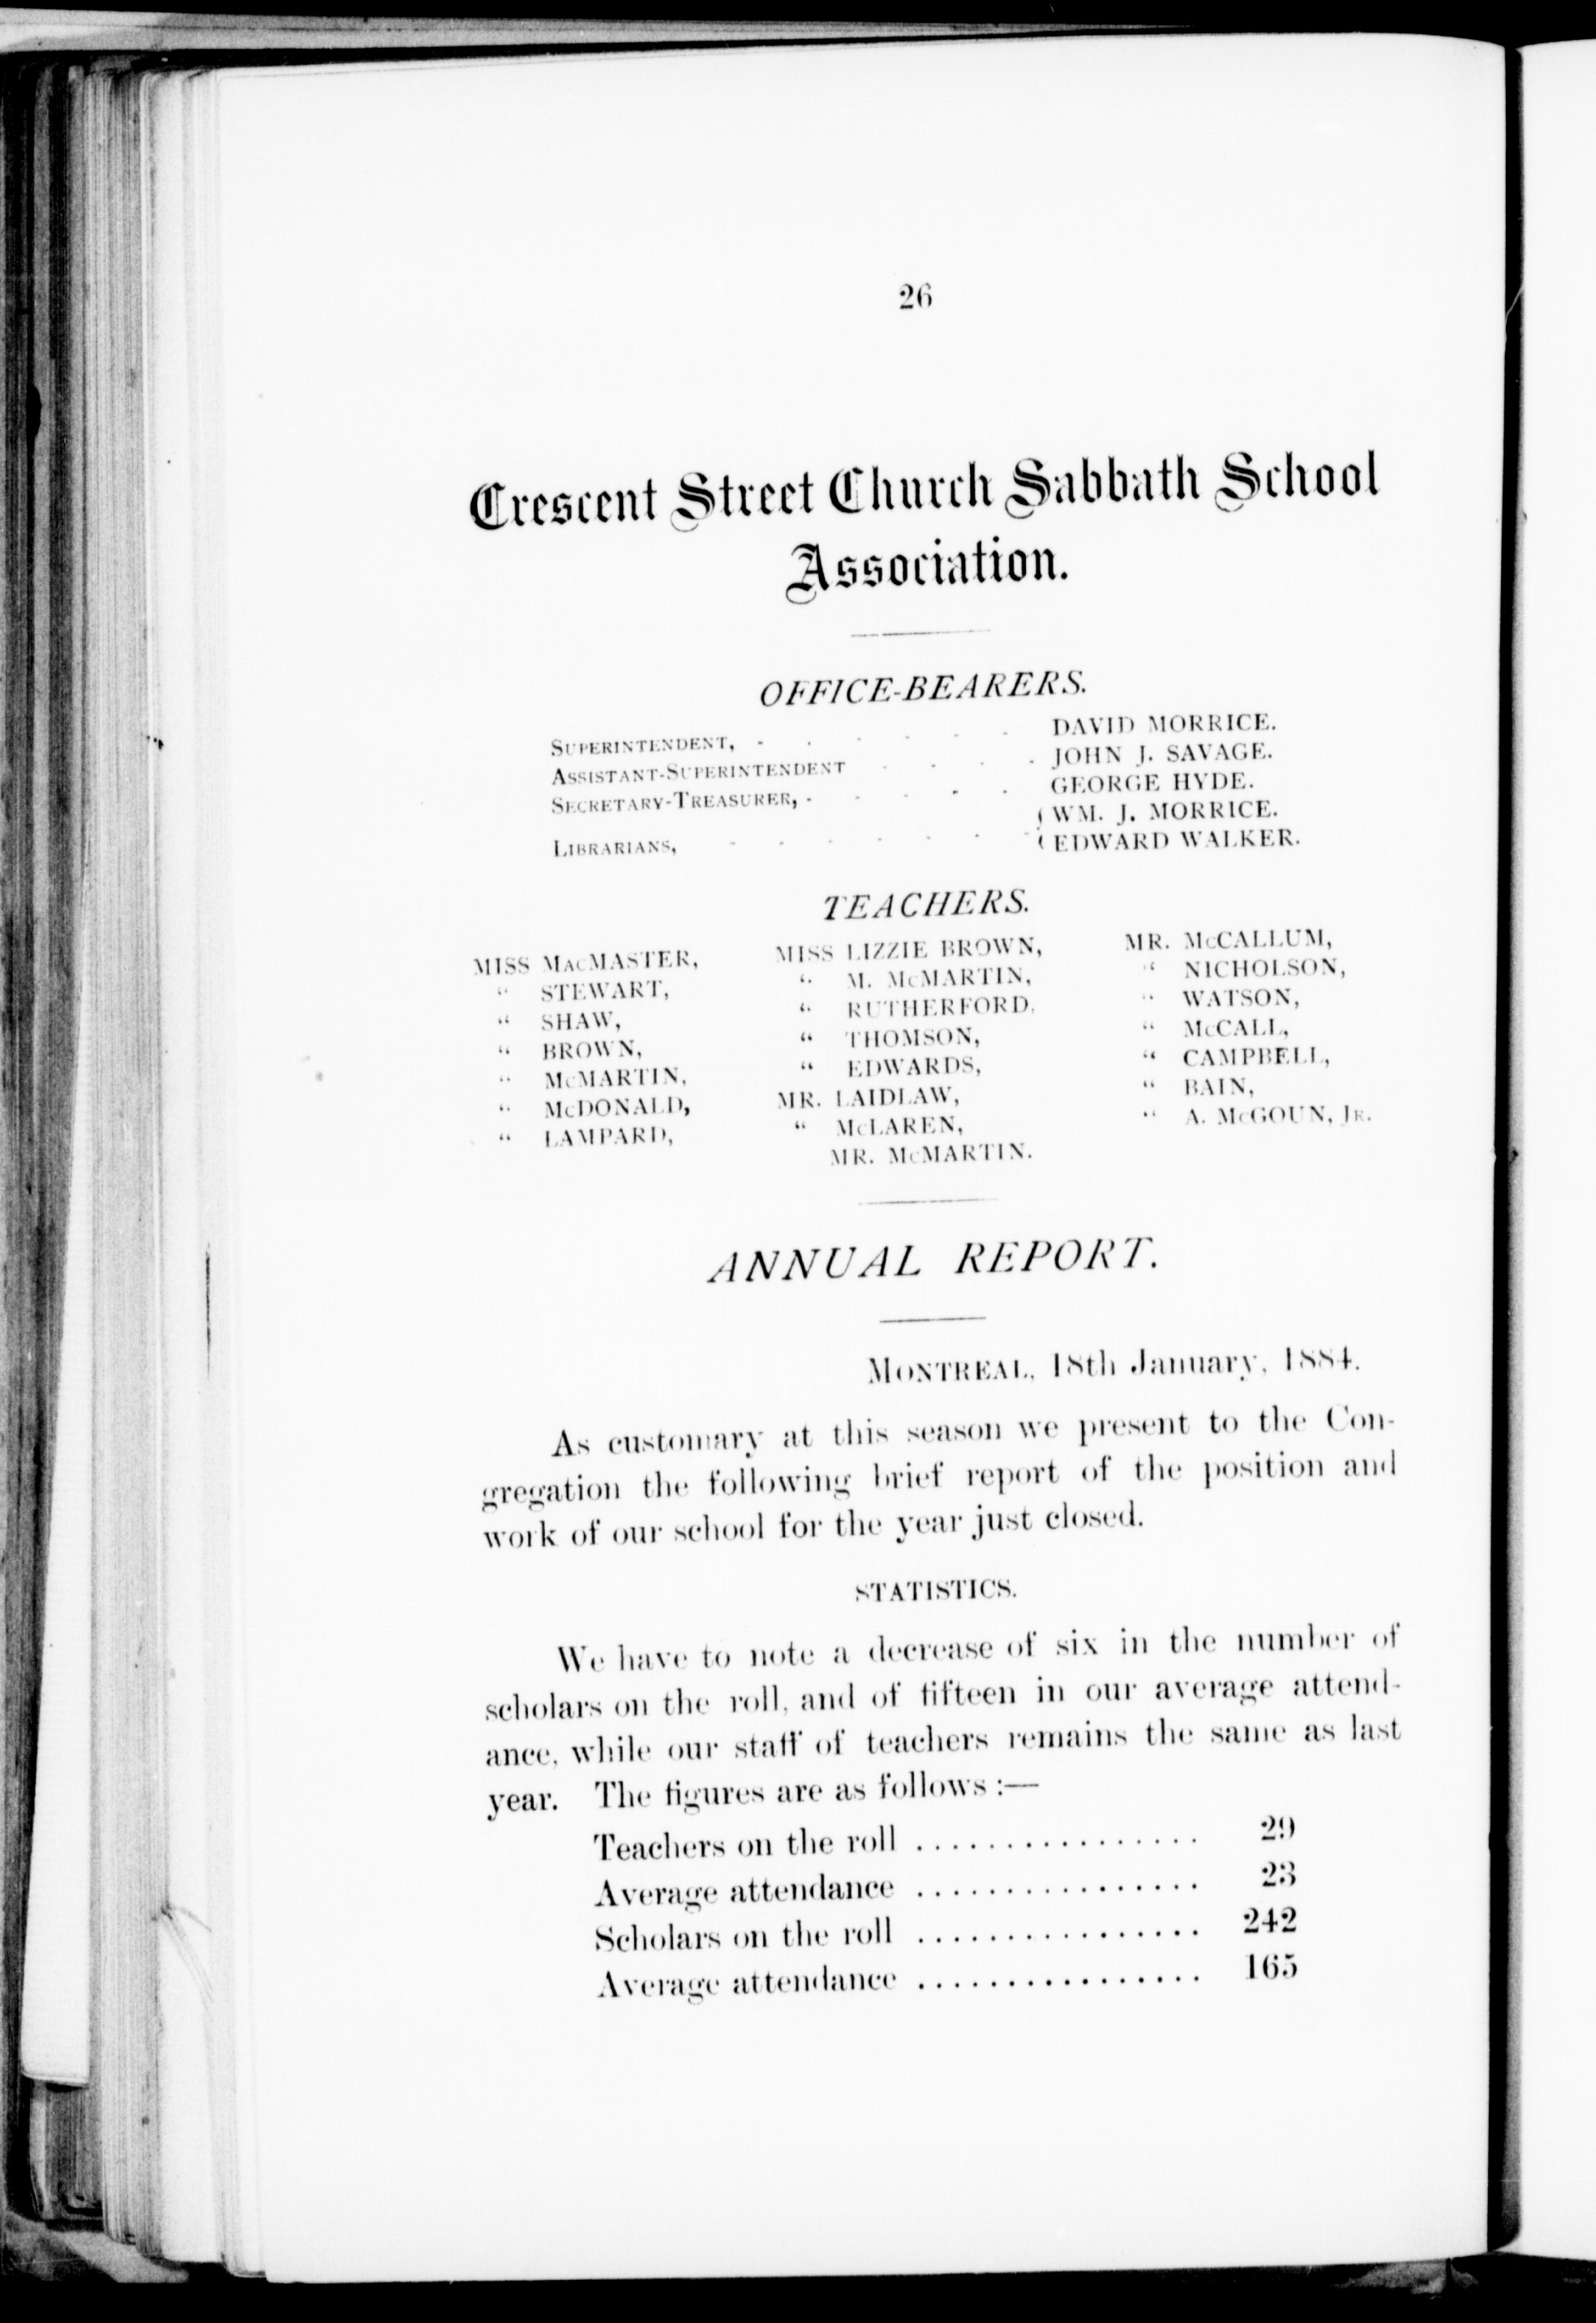 26
Crescent Street Church Sabbath School
Association.
OFFICE-BEARERS.
SUPERINTENDENT, - - - - - - DAVID MORRICE.
ASSISTANT-SUPERINTENDENT - - - - JOHN J. SAVAGE.
SECRETARY-TREASURER, - - - - - GEORGE HYDE.
LIBRARIANS, - - - - - - - { WM. J. MORRICE.
{ EDWARD WALKER.
TEACHERS.
MISS MACMASTER, MISS LIZZIE BROWN, MR. McCALLUM,
“ STEWART, “ M. McMARTIN, “ NICHOLSON,
“ SHAW, “ RUTHERFORD, “ WATSON,
“ BROWN, “ THOMSON, “ McCALL,
“ McMARTIN, “ EDWARDS, “ CAMPBELL,
“ McDONALD, MR. LAIDLAW, “ BAIN,
“ LAMPARD, “ McLAREN, “ A. McGOUN, JR.
MR. McMARTIN.
ANNUAL REPORT.
MONTREAL, 18th January, 1884.
As customary at this season we present to the Con-
gregation the following brief report of the position and
work of our school for the year just closed.
STATISTICS.
We have to note a decrease of six in the number of
scholars on the roll, and of fifteen in our average attend-
ance, while our staff of teachers remains the same as last
year. The figures are as follows :—
Teachers on the roll ................ 29
Average attendance ................ 23
Scholars on the roll ................ 242
Average attendance ................ 165